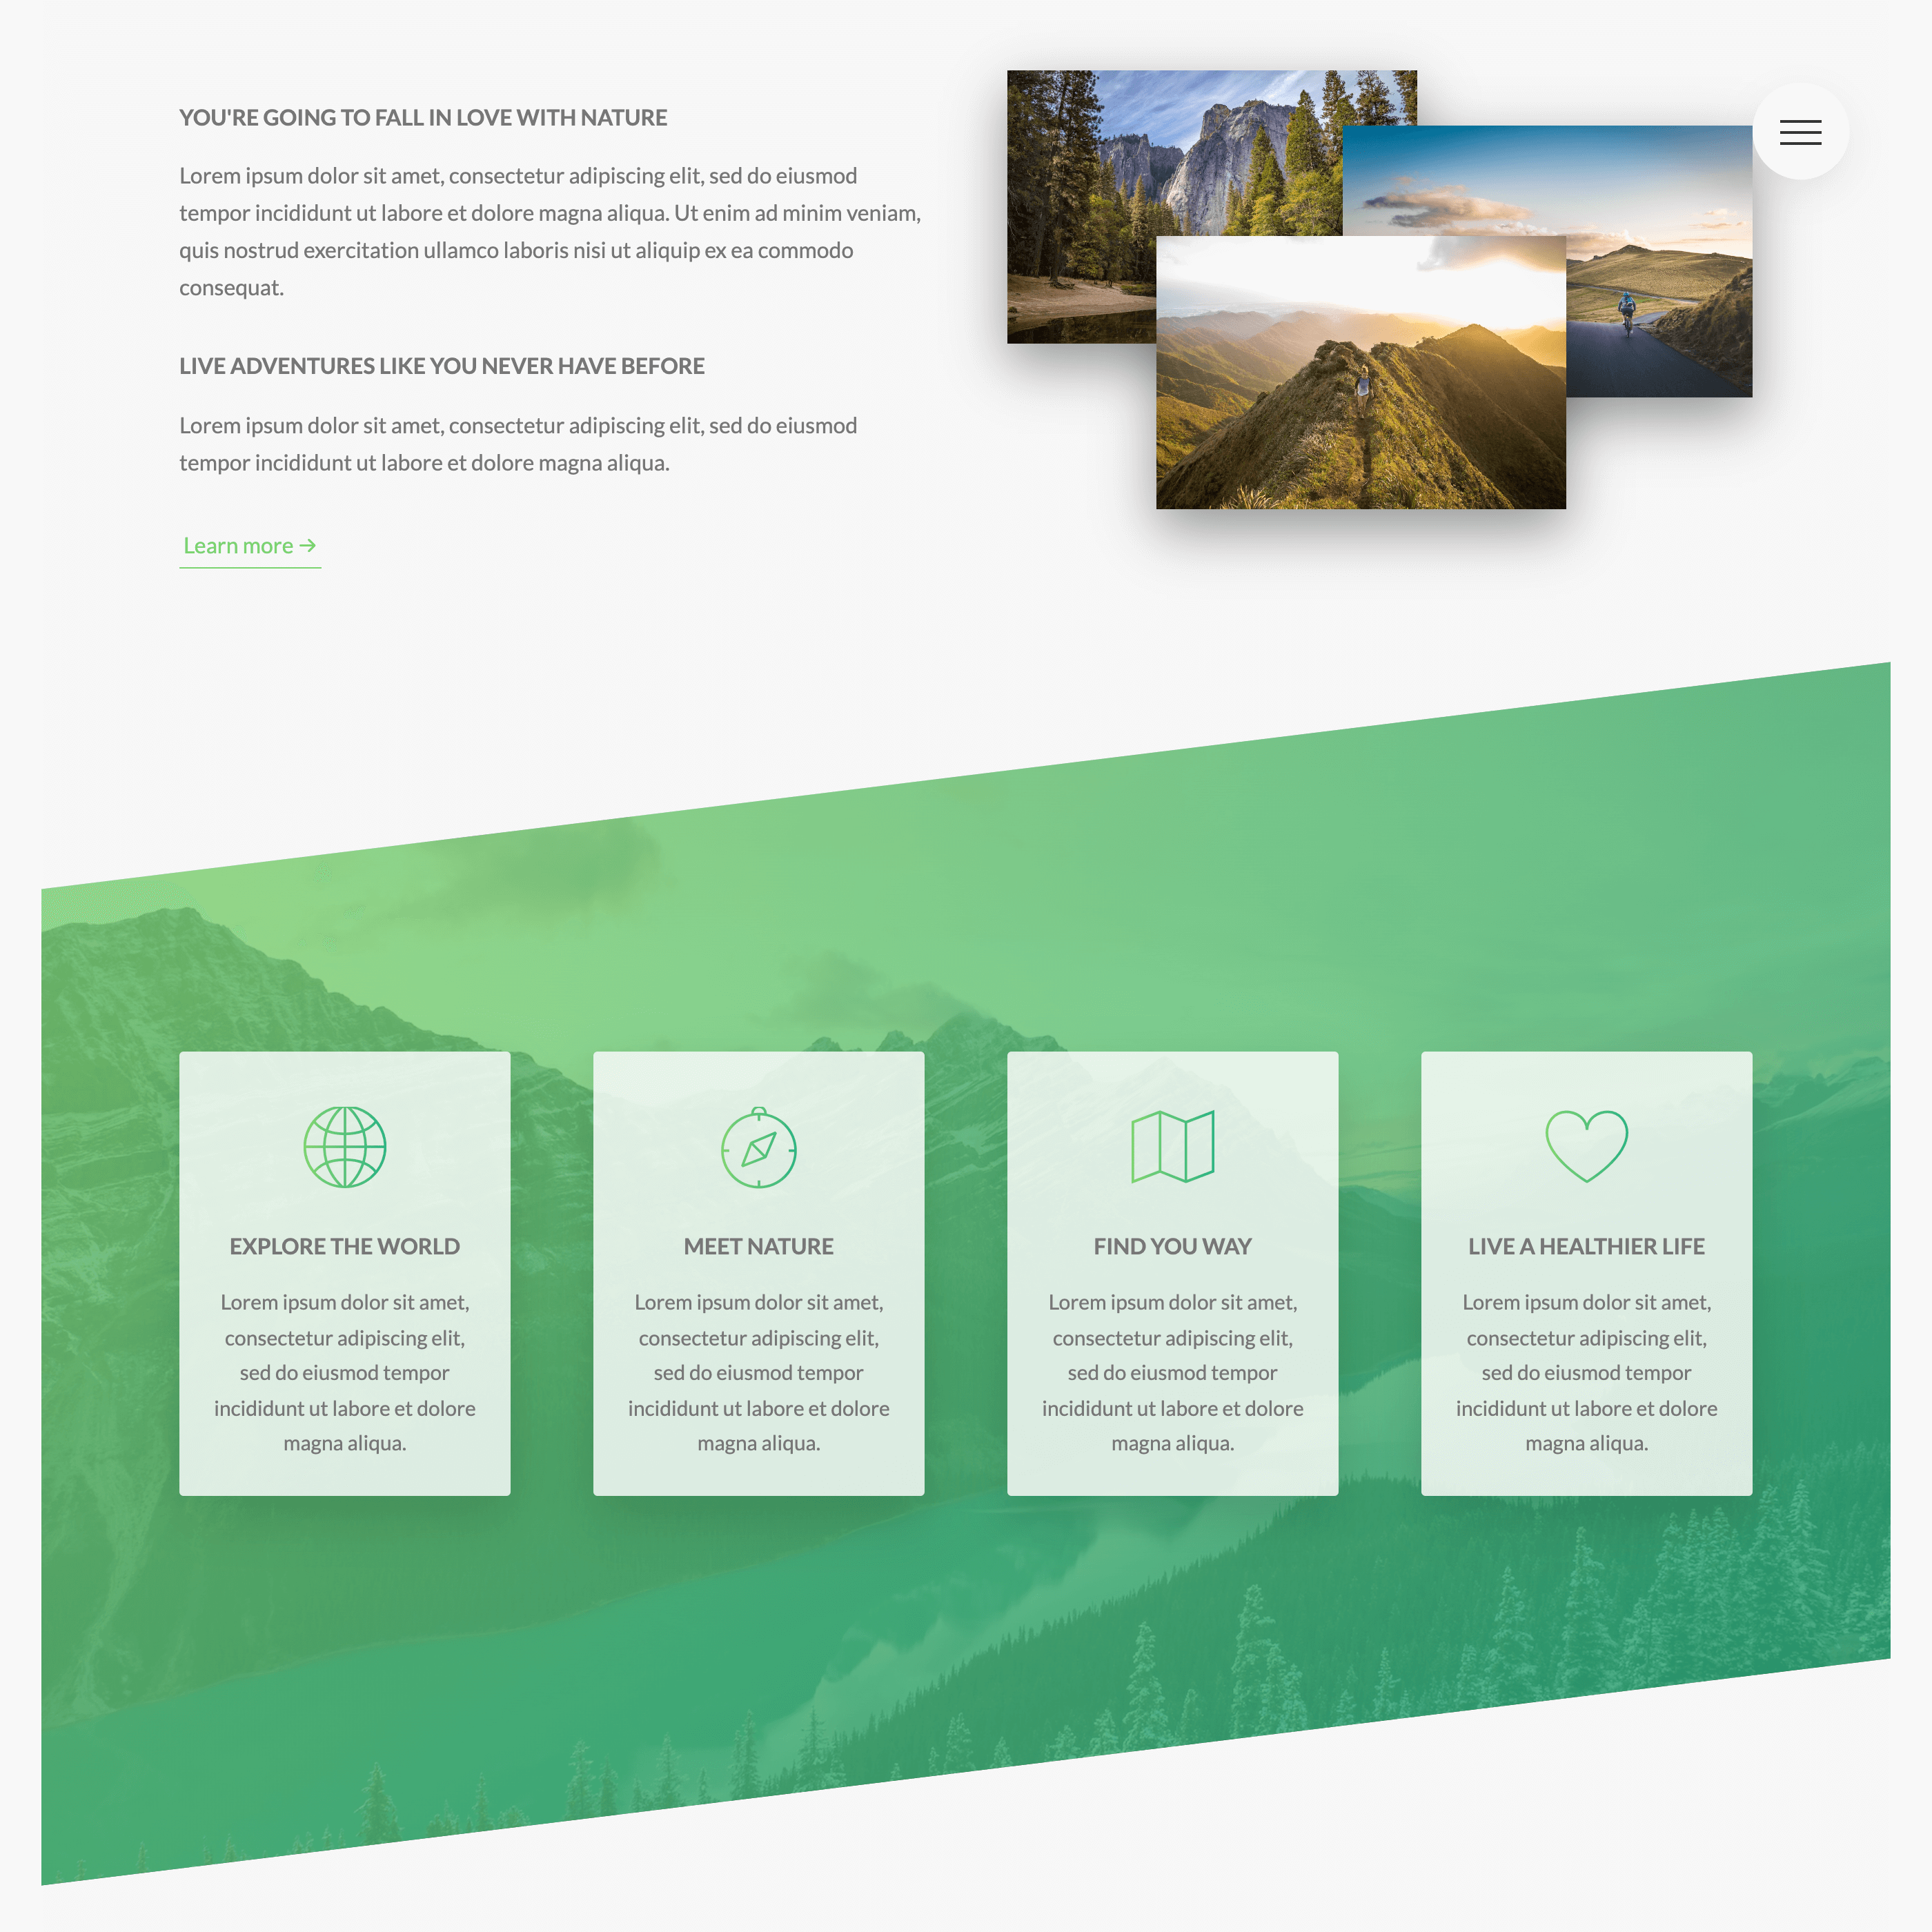 YOU'RE GOING TO FALL IN LOVE WITH NATURE
Lorem ipsum dolor sit amet, consectetur adipiscing elit, sed do eiusmod
tempor incididunt ut labore et dolore magna aliqua. Ut enim ad minim veniam,
quis nostrud exercitation ullamco laboris nisi ut aliquip ex ea commodo
consequat.
LIVE ADVENTURES LIKE YOU NEVER HAVE BEFORE
Lorem ipsum dolor sit amet, consectetur adipiscing elit, sed do eiusmod
tempor incididunt ut labore et dolore magna aliqua.
Learn more →
EXPLORE THE WORLD
Lorem ipsum dolor sit amet,
consectetur adipiscing elit,
sed do eiusmod tempor
incididunt ut labore et dolore
magna aliqua.
MEET NATURE
Lorem ipsum dolor sit amet,
consectetur adipiscing elit,
sed do eiusmod tempor
incididunt ut labore et dolore
magna aliqua.
FIND YOU WAY
Lorem ipsum dolor sit amet,
consectetur adipiscing elit,
sed do eiusmod tempor
incididunt ut labore et dolore
magna aliqua.
LIVE A HEALTHIER LIFE
Lorem ipsum dolor sit amet,
consectetur adipiscing elit,
sed do eiusmod tempor
incididunt ut labore et dolore
magna aliqua.